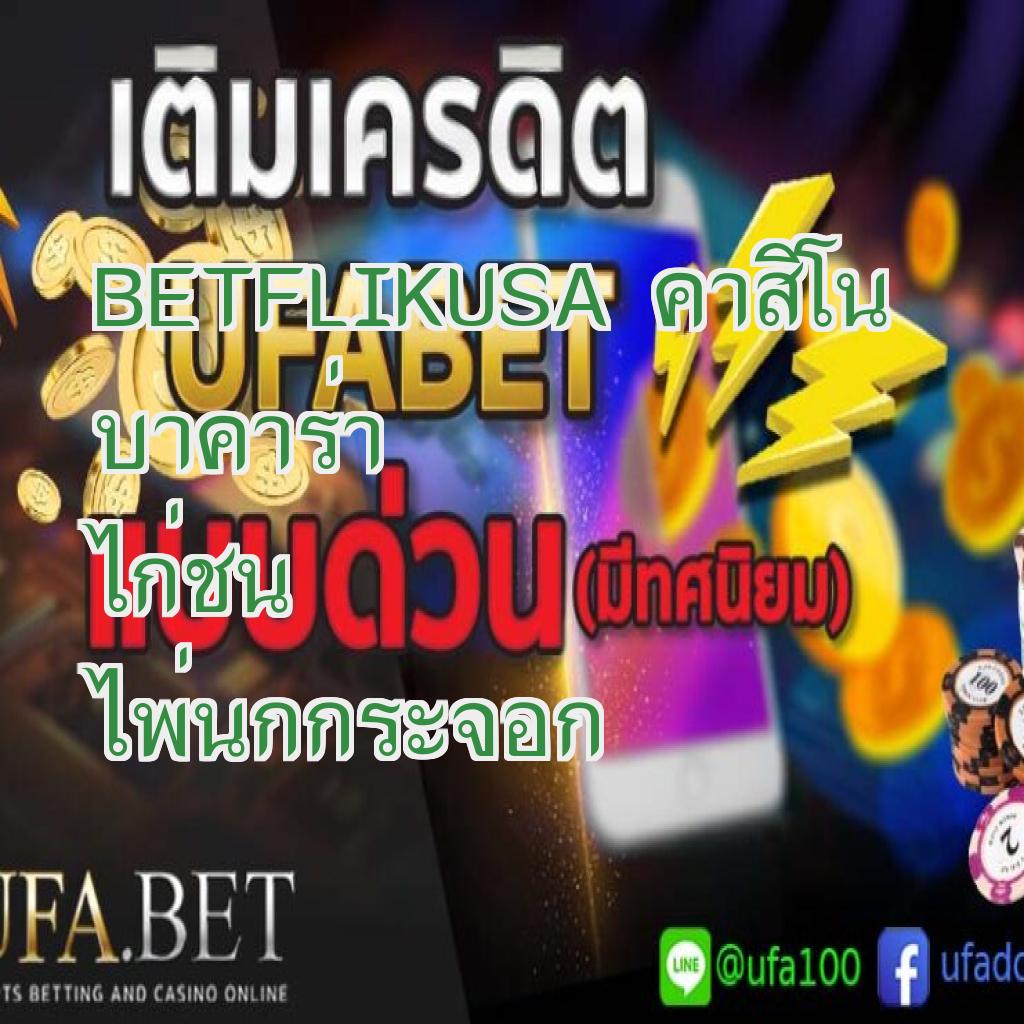 เติมเครดิต
BETFLIKUSA คาสิโน
UFABET
บาคาร่า
แบบด่วน (มีทศนิยม)
ไก่ชน
ไพ่นกกระจอก
100
UFA.BET
TS BETTING AND CASINO ONLINE
LINE @ufa100 f ufado